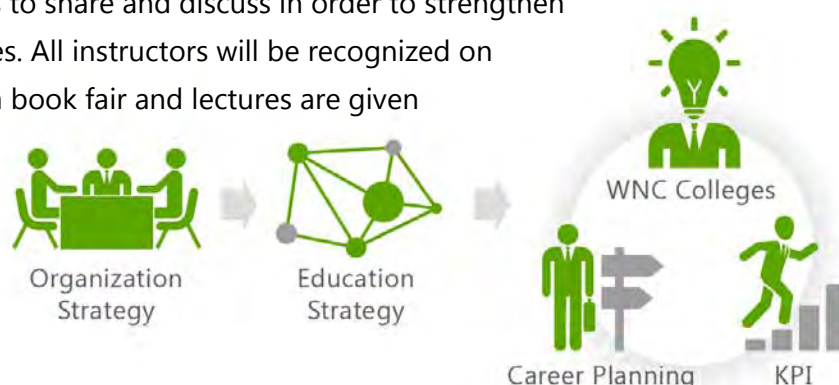 s to share and discuss in order to strengthen
es. All instructors will be recognized on
book fair and lectures are given
WNC Colleges
Organization
Strategy
Education
Strategy
Career Planning
KPI